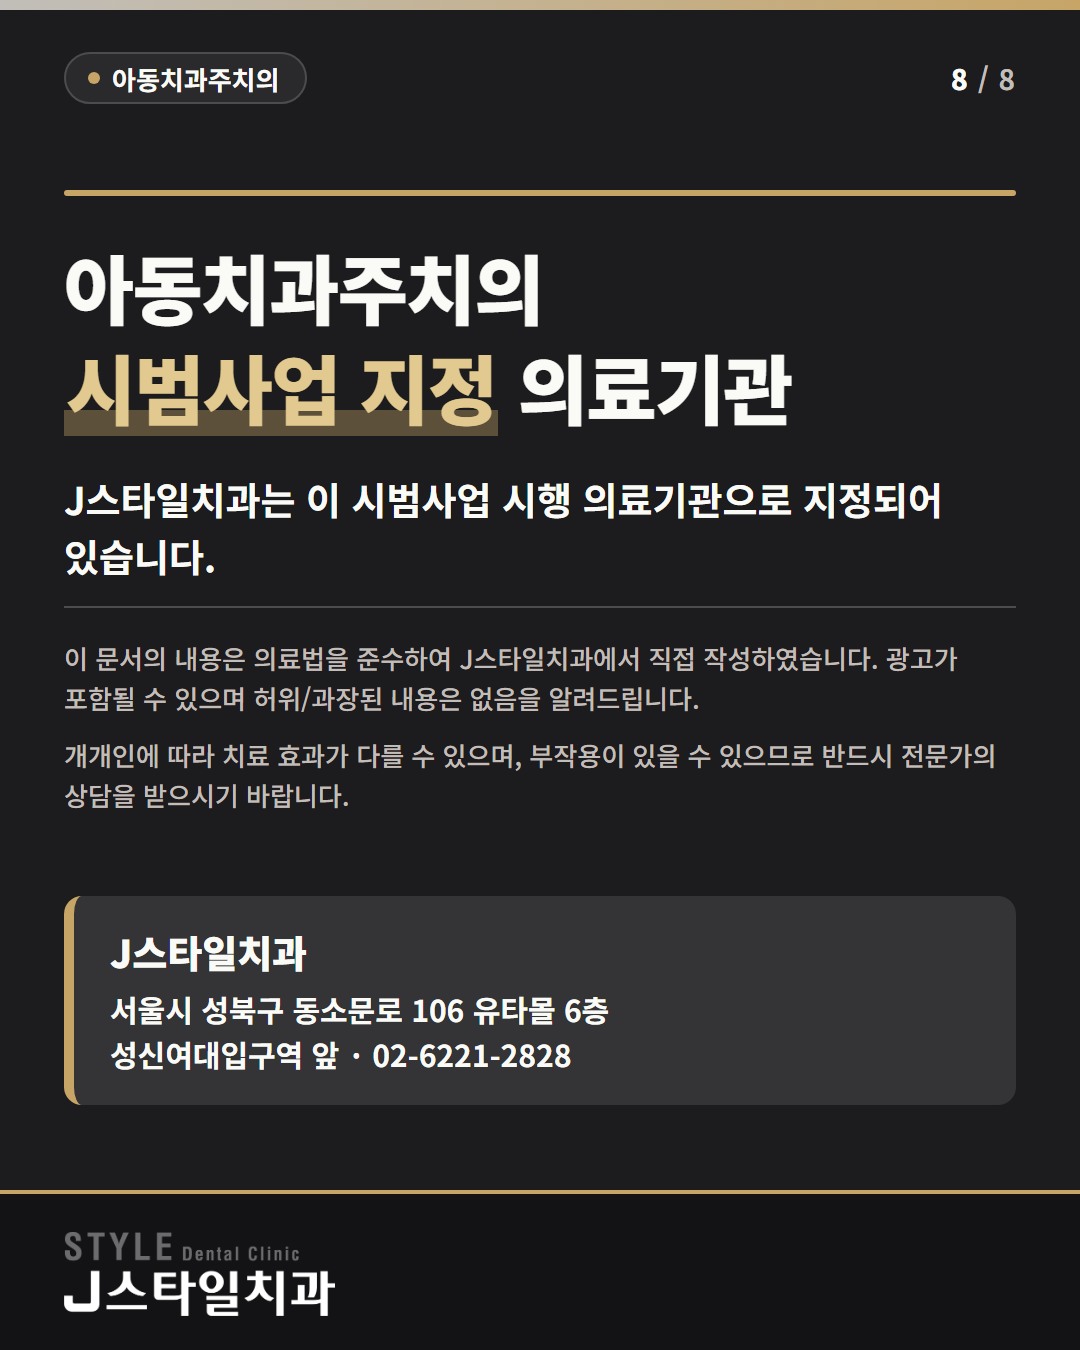 아동치과주치의
8 / 8
아동치과주치의
시범사업 지정 의료기관
J스타일치과는 이 시범사업 시행 의료기관으로 지정되어
있습니다.
이 문서의 내용은 의료법을 준수하여 J스타일치과에서 직접 작성하였습니다. 광고가
포함될 수 있으며 허위/과장된 내용은 없음을 알려드립니다.
개개인에 따라 치료 효과가 다를 수 있으며, 부작용이 있을 수 있으므로 반드시 전문가의
상담을 받으시기 바랍니다.
J스타일치과
서울시 성북구 동소문로 106 유타몰 6층
성신여대입구역 앞 · 02-6221-2828
STYLE Dental Clinic
J스타일치과